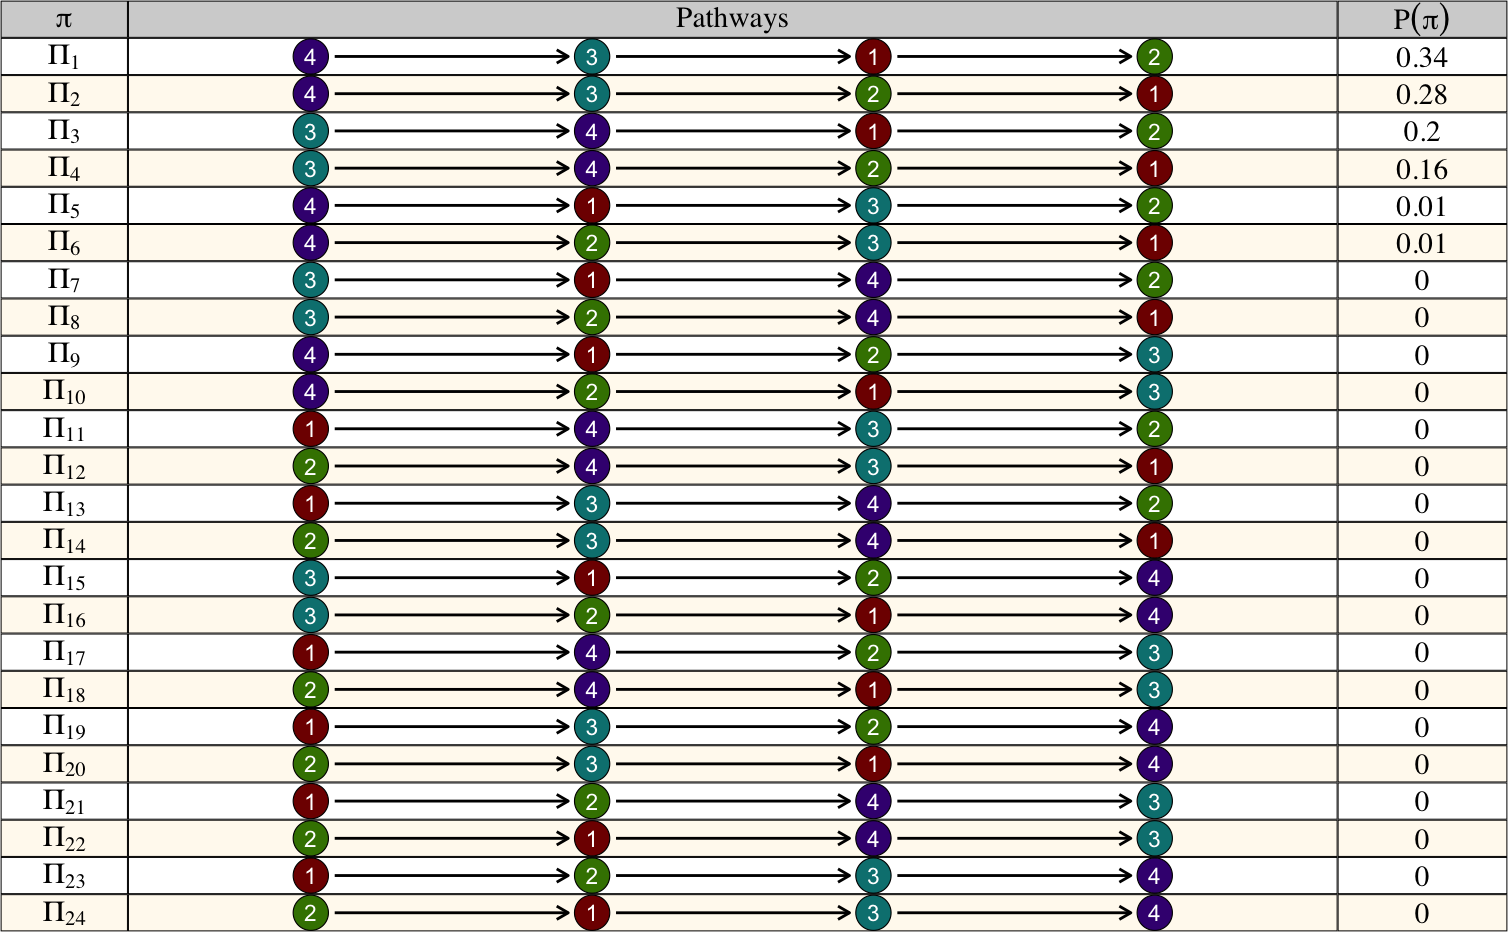 π Pathways P(π)
Π1 4 3 1 2 0.34
Π2 4 3 2 1 0.28
Π3 3 4 1 2 0.2
Π4 3 4 2 1 0.16
Π5 4 1 3 2 0.01
Π6 4 2 3 1 0.01
Π7 3 1 4 2 0
Π8 3 2 4 1 0
Π9 4 1 2 3 0
Π10 4 2 1 3 0
Π11 1 4 3 2 0
Π12 2 4 3 1 0
Π13 1 3 4 2 0
Π14 2 3 4 1 0
Π15 3 1 2 4 0
Π16 3 2 1 4 0
Π17 1 4 2 3 0
Π18 2 4 1 3 0
Π19 1 3 2 4 0
Π20 2 3 1 4 0
Π21 1 2 4 3 0
Π22 2 1 4 3 0
Π23 1 2 3 4 0
Π24 2 1 3 4 0